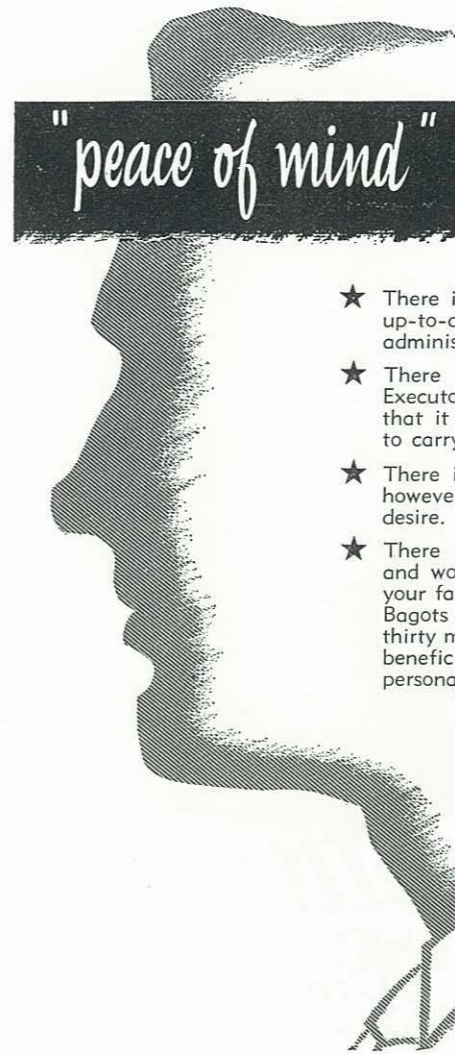 "peace of mind"
★ There i
up-to-
adminis
★ There
Executo
that it
to carry
★ There i
however
desire.
★ There
and wo
your fa
Bagots
thirty m
benefic
persona